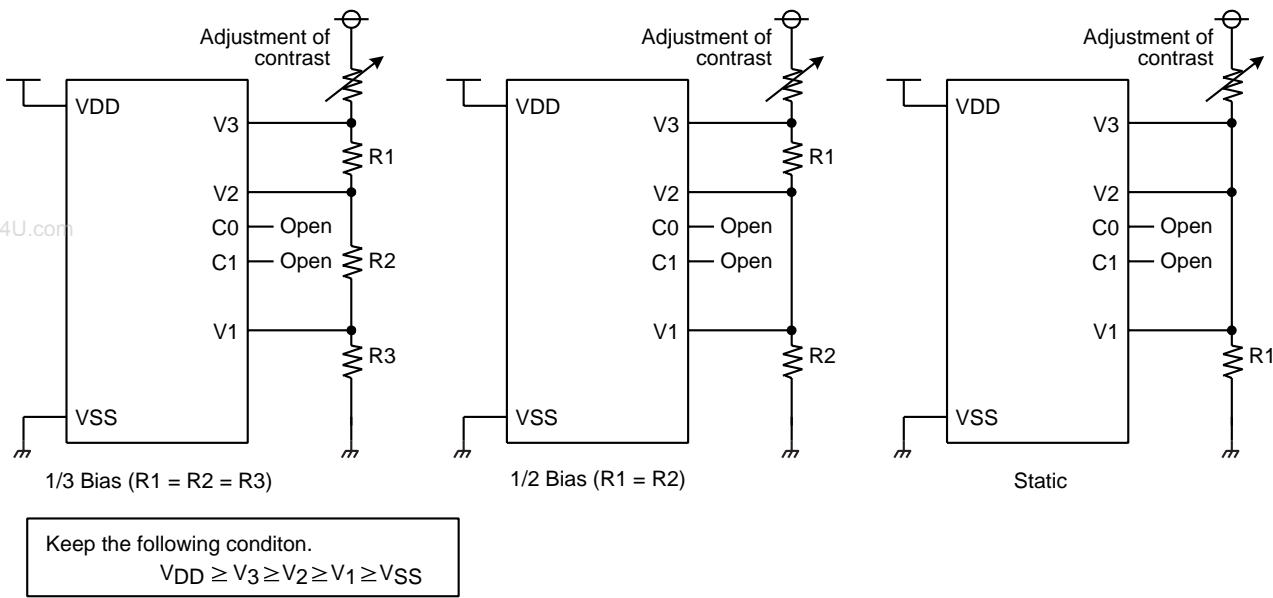 Adjustment of
contrast
VDD
V3
R1
V2
C0
Open
C1
Open
R2
V1
R3
VSS
1/3 Bias (R1 = R2 = R3)
Adjustment of
contrast
VDD
V3
R1
V2
C0
Open
C1
Open
V1
R2
VSS
1/2 Bias (R1 = R2)
Adjustment of
contrast
VDD
V3
V2
C0
Open
C1
Open
V1
R1
VSS
Static
4U.com
Keep the following conditon.
VDD ≥ V3 ≥ V2 ≥ V1 ≥ VSS